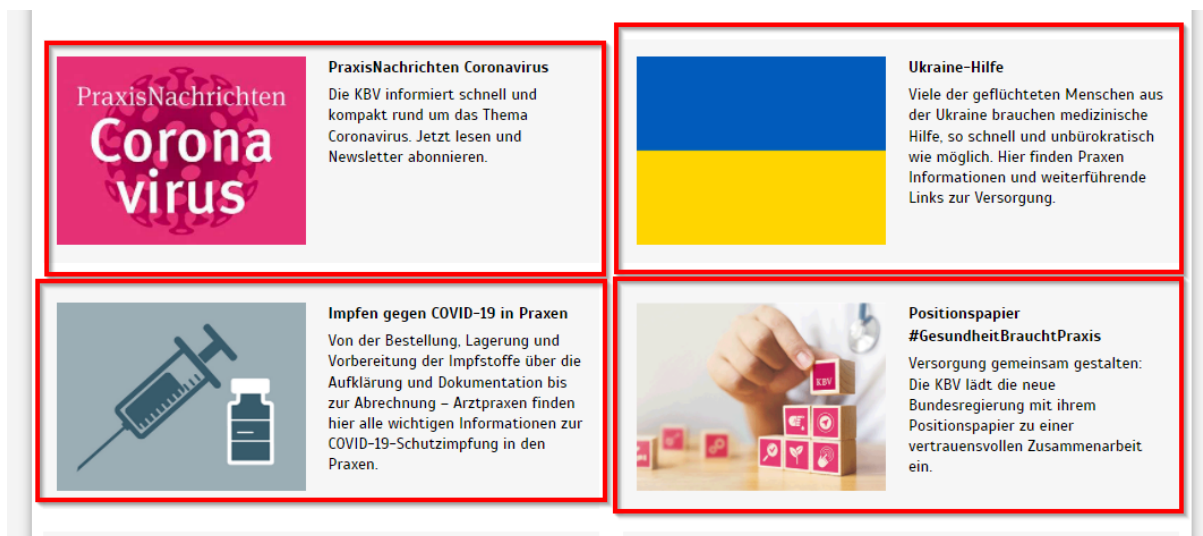 PraxisNachrichten
Corona
virus
PraxisNachrichten Coronavirus
Die KBV informiert schnell und
kompakt rund um das Thema
Coronavirus. Jetzt lesen und
Newsletter abonnieren.
Ukraine-Hilfe
Viele der geflüchteten Menschen aus
der Ukraine brauchen medizinische
Hilfe, so schnell und unbürokratisch
wie möglich. Hier finden Praxen
Informationen und weiterführende
Links zur Versorgung.
Impfen gegen COVID-19 in Praxen
Von der Bestellung, Lagerung und
Vorbereitung der Impfstoffe über die
Aufklärung und Dokumentation bis
zur Abrechnung – Arztpraxen finden
hier alle wichtigen Informationen zur
COVID-19-Schutzimpfung in den
Praxen.
KBV
Positionspapier
#GesundheitBrauchtPraxis
Versorgung gemeinsam gestalten:
Die KBV lädt die neue
Bundesregierung mit ihrem
Positionspapier zu einer
vertrauensvollen Zusammenarbeit
ein.